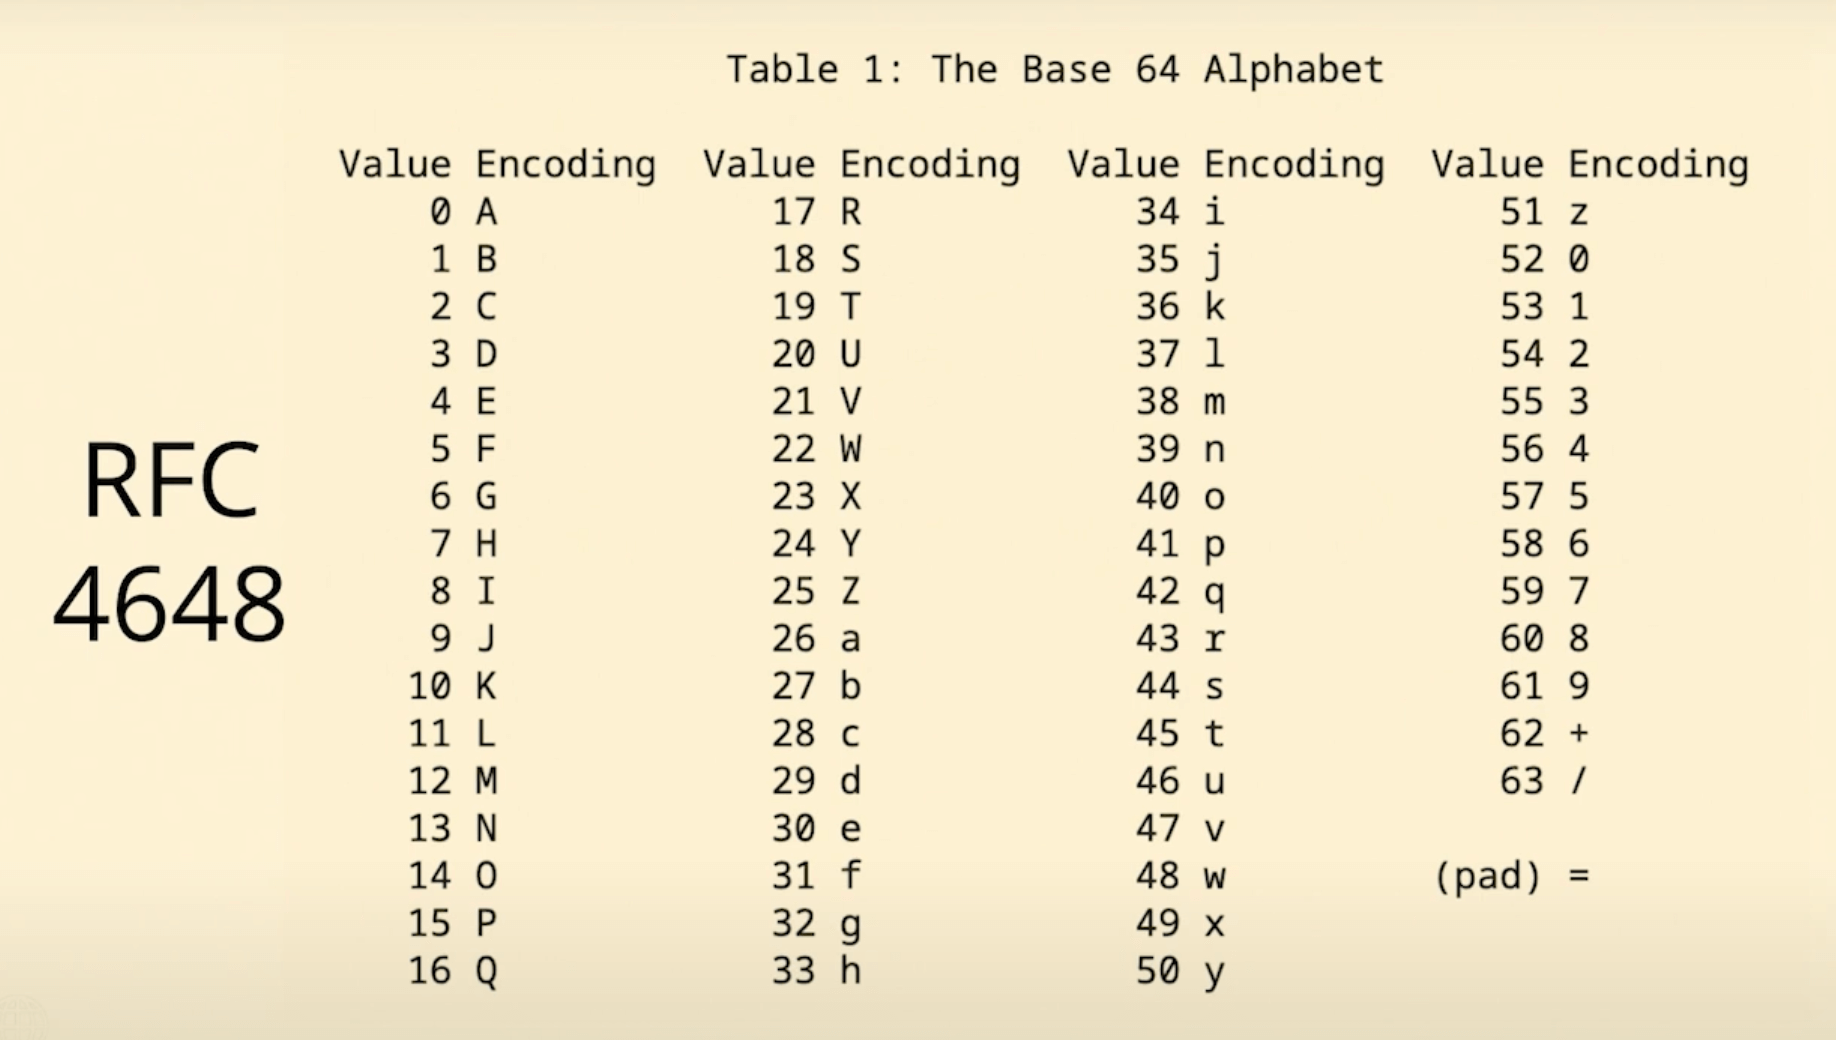 Table 1: The Base 64 Alphabet
Value Encoding Value Encoding Value Encoding Value Encoding
0 A 17 R 34 i 51 z
1 B 18 S 35 j 52 0
2 C 19 T 36 k 53 1
3 D 20 U 37 l 54 2
4 E 21 V 38 m 55 3
5 F 22 W 39 n 56 4
6 G 23 X 40 o 57 5
7 H 24 Y 41 p 58 6
8 I 25 Z 42 q 59 7
9 J 26 a 43 r 60 8
10 K 27 b 44 s 61 9
11 L 28 c 45 t 62 +
12 M 29 d 46 u 63 /
13 N 30 e 47 v
14 O 31 f 48 w (pad) =
15 P 32 g 49 x
16 Q 33 h 50 y
RFC
4648